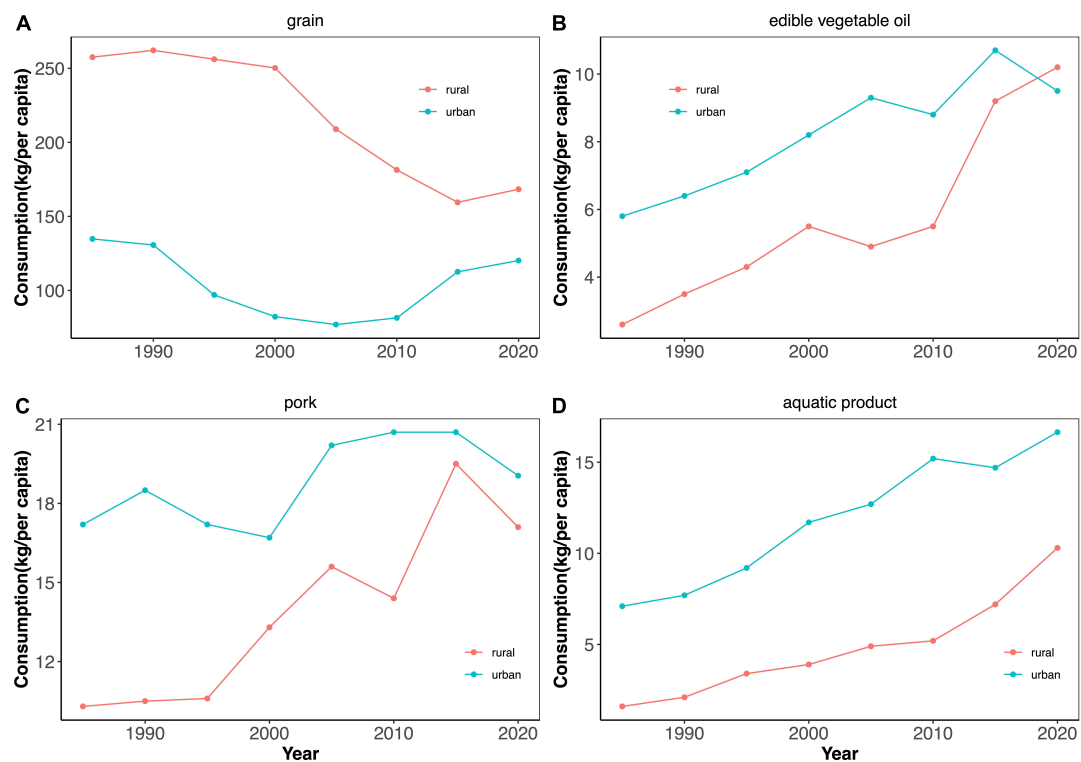 A
grain
Consumption(kg/per capita)
250
200
150
100
rural
urban
1990
2000
2010
2020
B
edible vegetable oil
Consumption(kg/per capita)
10
8
6
4
rural
urban
1990
2000
2010
2020
C
pork
Consumption(kg/per capita)
21
18
15
12
rural
urban
1990
2000
2010
2020
Year
D
aquatic product
Consumption(kg/per capita)
15
10
5
rural
urban
1990
2000
2010
2020
Year